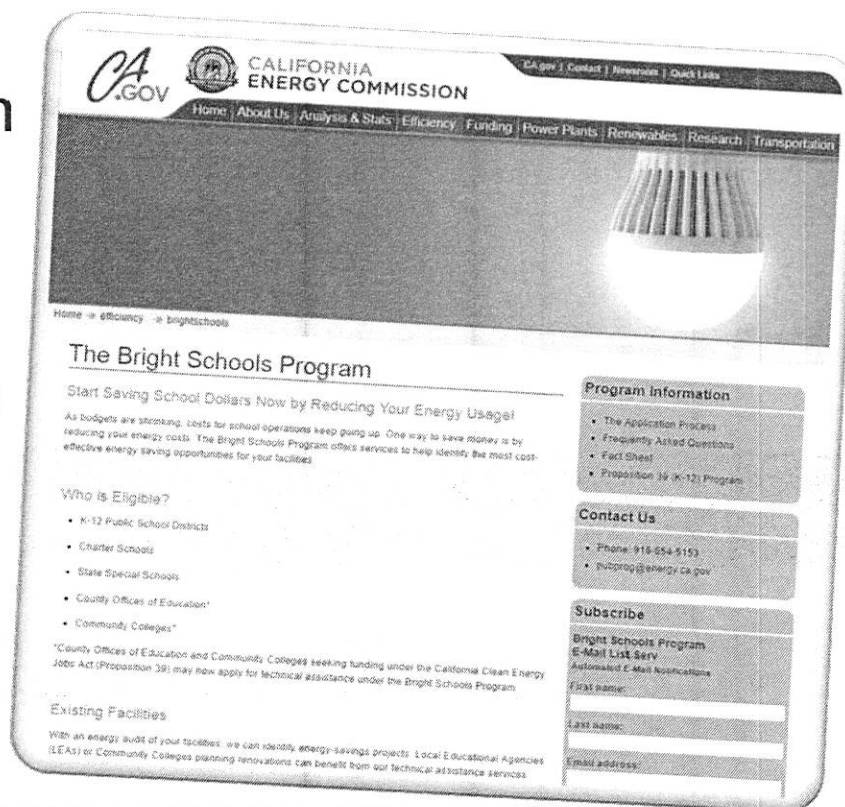 n
CA
.GOV
CALIFORNIA
ENERGY COMMISSION
CA.gov | Contact | Newsroom | Quick Links
Home About Us Analysis & Stats Efficiency Funding Power Plants Renewables Research Transportation
Home -> efficiency -> brightschools
The Bright Schools Program
Start Saving School Dollars Now by Reducing Your Energy Usage!
As budgets are shrinking, costs for school operations keep going up. One way to save money is by
reducing your energy costs. The Bright Schools Program offers services to help identify the most cost-
effective energy saving opportunities for your facilities.
Who is Eligible?
• K-12 Public School Districts
• Charter Schools
• State Special Schools
• County Offices of Education*
• Community Colleges*
*County Offices of Education and Community Colleges seeking funding under the California Clean Energy
Jobs Act (Proposition 39) may now apply for technical assistance under the Bright Schools Program.
Existing Facilities
With an energy audit of your facilities, we can identify energy-savings projects. Local Educational Agencies
(LEAs) or Community Colleges planning renovations can benefit from our technical assistance services.
Program Information
• The Application Process
• Frequently Asked Questions
• Fact Sheet
• Proposition 39 (K-12) Program
Contact Us
• Phone: 916-654-5153
• pubprog@energy.ca.gov
Subscribe
Bright Schools Program
E-Mail List Serv
Automated E-Mail Notifications
First name:
Last name:
Email address: